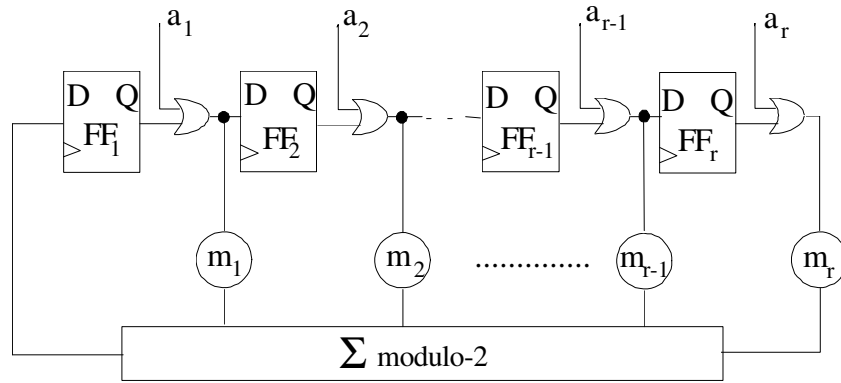 a1 a2 ar-1 ar
D Q D Q D Q D Q
FF1 FF2 FFr-1 FFr
m1 m2 .............. mr-1 mr
Σ modulo-2